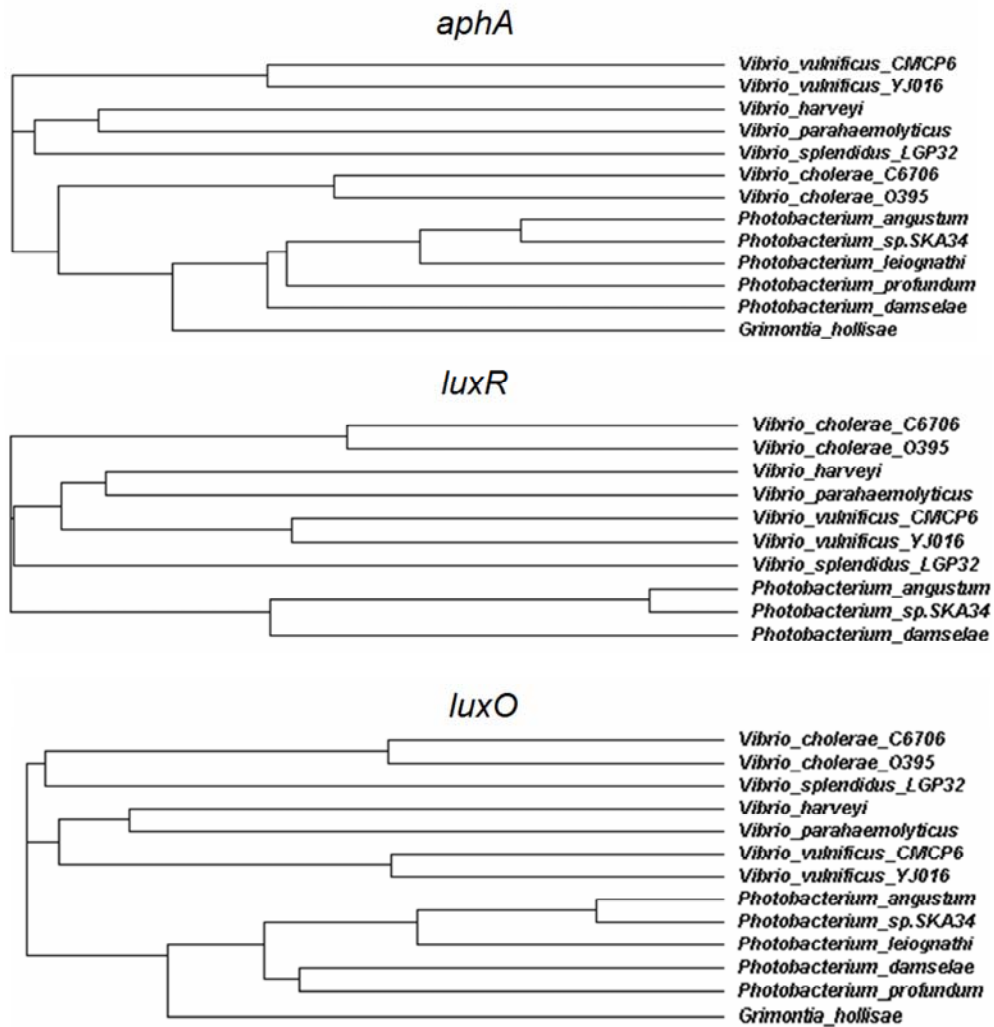 aphA
Vibrio_vulnificus_CMCP6
Vibrio_vulnificus_YJ016
Vibrio_harveyi
Vibrio_parahaemolyticus
Vibrio_splendidus_LGP32
Vibrio_cholerae_C6706
Vibrio_cholerae_O395
Photobacterium_angustum
Photobacterium_sp.SKA34
Photobacterium_leiognathi
Photobacterium_profundum
Photobacterium_damselae
Grimontia_hollisae
luxR
Vibrio_cholerae_C6706
Vibrio_cholerae_O395
Vibrio_harveyi
Vibrio_parahaemolyticus
Vibrio_vulnificus_CMCP6
Vibrio_vulnificus_YJ016
Vibrio_splendidus_LGP32
Photobacterium_angustum
Photobacterium_sp.SKA34
Photobacterium_damselae
luxO
Vibrio_cholerae_C6706
Vibrio_cholerae_O395
Vibrio_splendidus_LGP32
Vibrio_harveyi
Vibrio_parahaemolyticus
Vibrio_vulnificus_CMCP6
Vibrio_vulnificus_YJ016
Photobacterium_angustum
Photobacterium_sp.SKA34
Photobacterium_leiognathi
Photobacterium_damselae
Photobacterium_profundum
Grimontia_hollisae